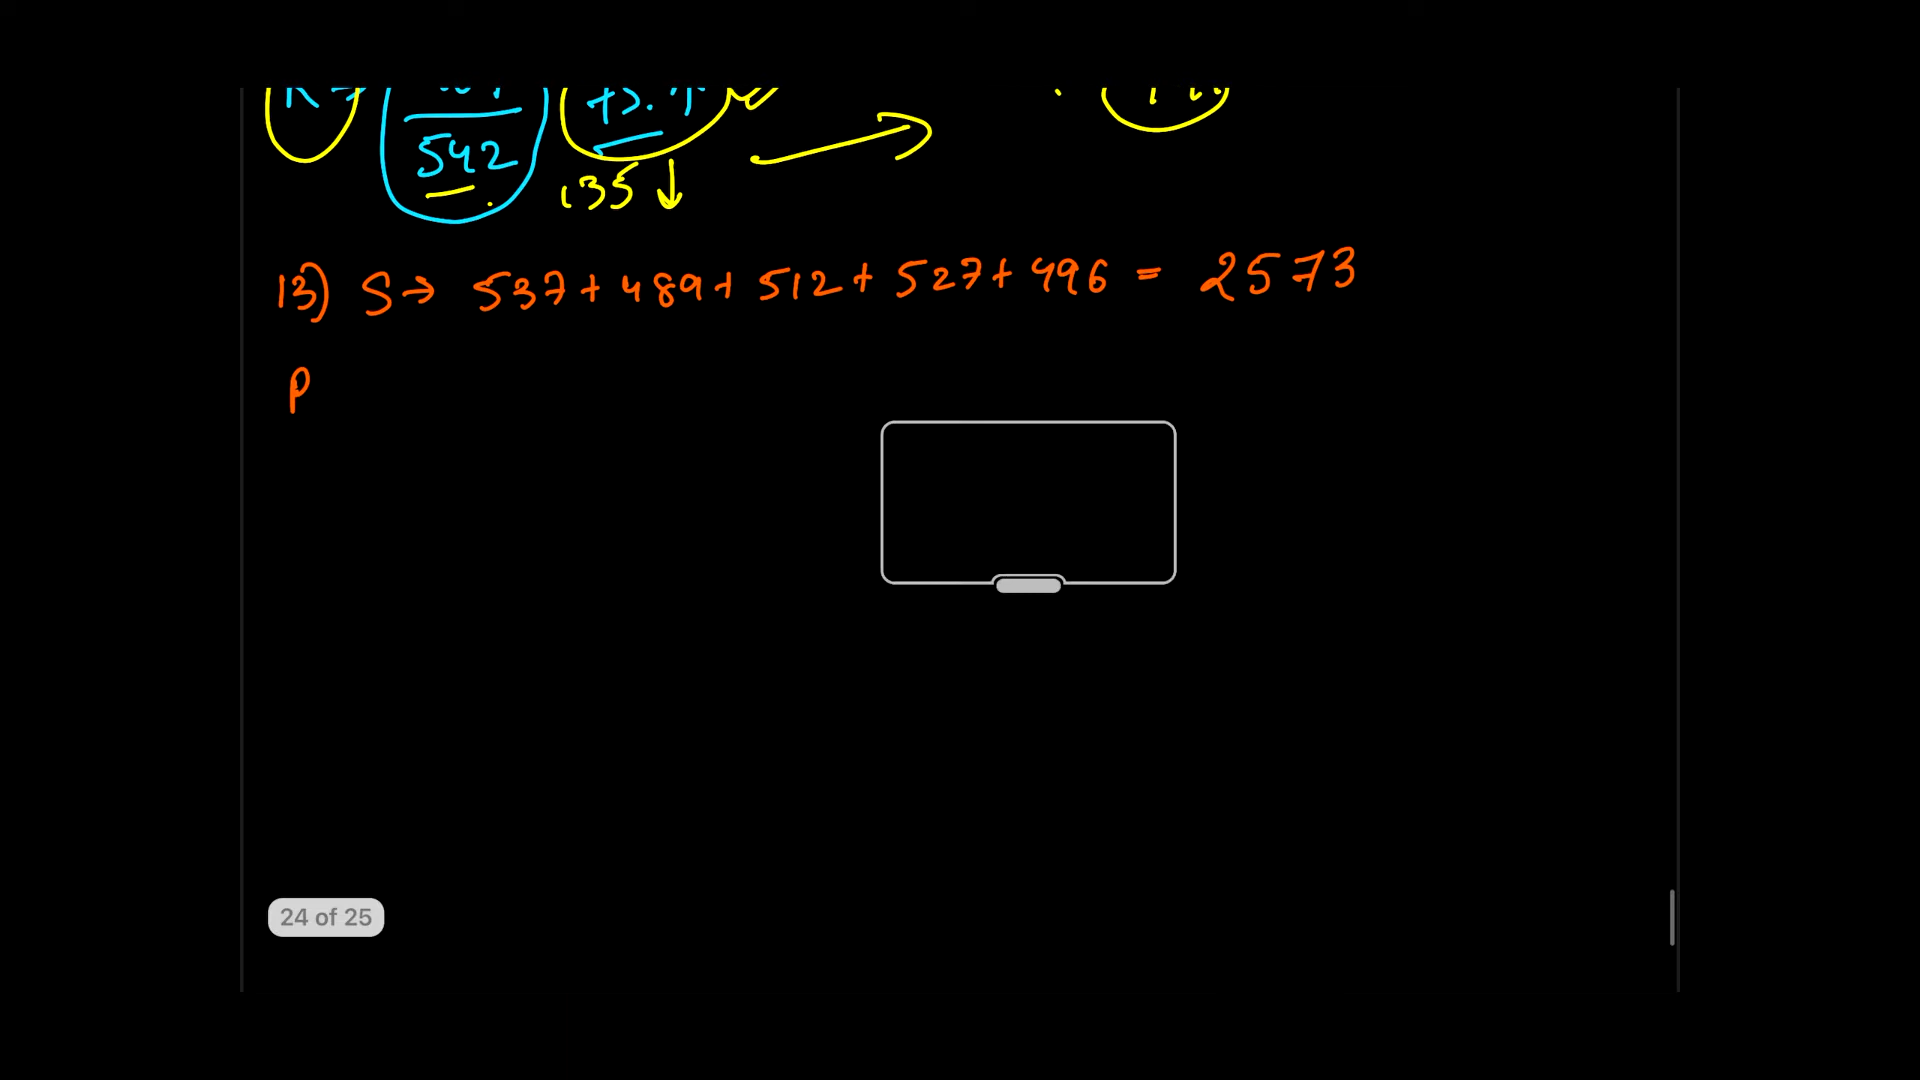 542
135 ↓
13) S → 537 + 489 + 512 + 527 + 496 = 2573
P
24 of 25